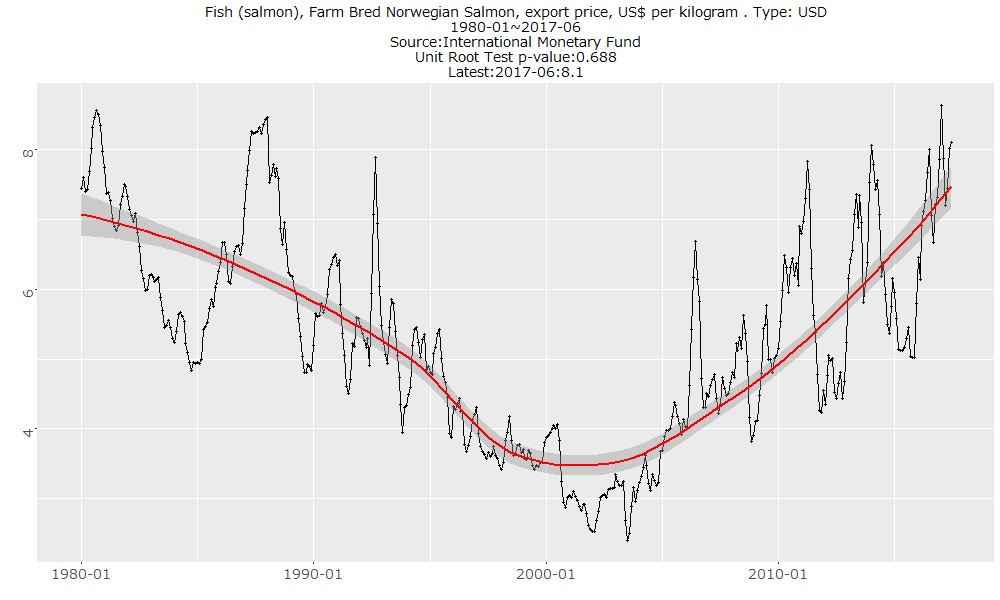 Fish (salmon), Farm Bred Norwegian Salmon, export price, US$ per kilogram . Type: USD
1980-01~2017-06
Source:International Monetary Fund
Unit Root Test p-value:0.688
Latest:2017-06:8.1
8
6
4
1980-01 1990-01 2000-01 2010-01